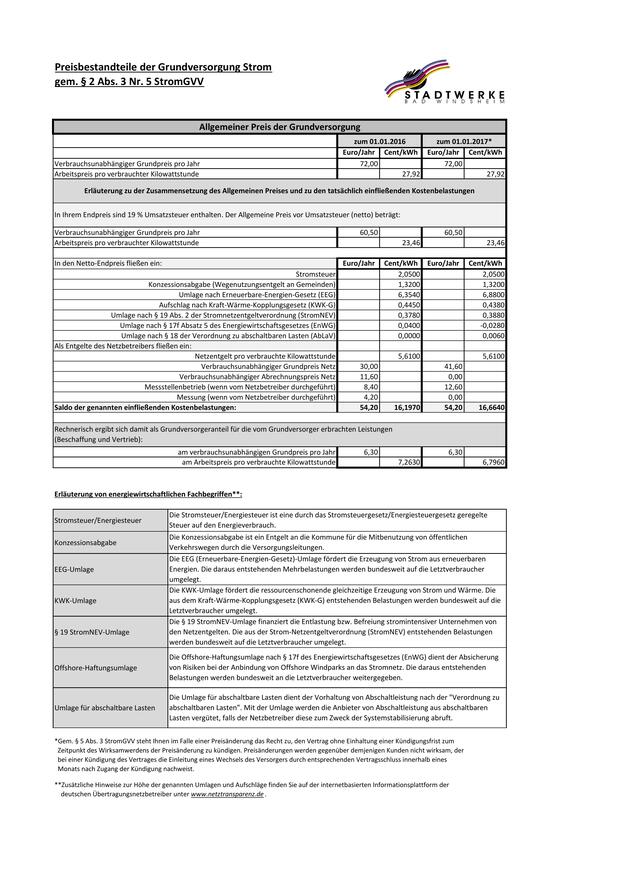 Preisbestandteile der Grundversorgung Strom
gem. § 2 Abs. 3 Nr. 5 StromGVV
STADTWERKE
BAD WINDSHEIM
Allgemeiner Preis der Grundversorgung
zum 01.01.2016 zum 01.01.2017*
Euro/Jahr Cent/kWh Euro/Jahr Cent/kWh
Verbrauchsunabhängiger Grundpreis pro Jahr 72,00 72,00
Arbeitspreis pro verbrauchter Kilowattstunde 27,92 27,92
Erläuterung zu der Zusammensetzung des Allgemeinen Preises und zu den tatsächlich einfließenden Kostenbelastungen
In Ihrem Endpreis sind 19 % Umsatzsteuer enthalten. Der Allgemeine Preis vor Umsatzsteuer (netto) beträgt:
Verbrauchsunabhängiger Grundpreis pro Jahr 60,50 60,50
Arbeitspreis pro verbrauchter Kilowattstunde 23,46 23,46
In den Netto-Endpreis fließen ein: Euro/Jahr Cent/kWh Euro/Jahr Cent/kWh
Stromsteuer 2,0500 2,0500
Konzessionsabgabe (Wegenutzungsentgelt an Gemeinden) 1,3200 1,3200
Umlage nach Erneuerbare-Energien-Gesetz (EEG) 6,3540 6,8800
Aufschlag nach Kraft-Wärme-Kopplungsgesetz (KWK-G) 0,4450 0,4380
Umlage nach § 19 Abs. 2 der Stromnetzentgeltverordnung (StromNEV) 0,3780 0,3880
Umlage nach § 17f Absatz 5 des Energiewirtschaftsgesetzes (EnWG) 0,0400 -0,0280
Umlage nach § 18 der Verordnung zu abschaltbaren Lasten (AbLaV) 0,0000 0,0060
Als Entgelte des Netzbetreibers fließen ein:
Netzentgelt pro verbrauchte Kilowattstunde 5,6100 5,6100
Verbrauchsunabhängiger Grundpreis Netz 30,00 41,60
Verbrauchsunabhängiger Abrechnungspreis Netz 11,60 0,00
Messstellenbetrieb (wenn vom Netzbetreiber durchgeführt) 8,40 12,60
Messung (wenn vom Netzbetreiber durchgeführt) 4,20 0,00
Saldo der genannten einfließenden Kostenbelastungen: 54,20 16,1970 54,20 16,6640
Rechnerisch ergibt sich damit als Grundversorgeranteil für die vom Grundversorger erbrachten Leistungen
(Beschaffung und Vertrieb):
am verbrauchsunabhängigen Grundpreis pro Jahr 6,30 6,30
am Arbeitspreis pro verbrauchte Kilowattstunde 7,2630 6,7960
Erläuterung von energiewirtschaftlichen Fachbegriffen**:
Stromsteuer/Energiesteuer
Die Stromsteuer/Energiesteuer ist eine durch das Stromsteuergesetz/Energiesteuergesetz geregelte
Steuer auf den Energieverbrauch.
Konzessionsabgabe
Die Konzessionsabgabe ist ein Entgelt an die Kommune für die Mitbenutzung von öffentlichen
Verkehrswegen durch die Versorgungsleitungen.
EEG-Umlage
Die EEG (Erneuerbare-Energien-Gesetz)-Umlage fördert die Erzeugung von Strom aus erneuerbaren
Energien. Die daraus entstehenden Mehrbelastungen werden bundesweit auf die Letztverbraucher
umgelegt.
KWK-Umlage
Die KWK-Umlage fördert die ressourcenschonende gleichzeitige Erzeugung von Strom und Wärme. Die
aus dem Kraft-Wärme-Kopplungsgesetz (KWK-G) entstehenden Belastungen werden bundesweit auf die
Letztverbraucher umgelegt.
§ 19 StromNEV-Umlage
Die § 19 StromNEV-Umlage finanziert die Entlastung bzw. Befreiung stromintensiver Unternehmen von
den Netzentgelten. Die aus der Strom-Netzentgeltverordnung (StromNEV) entstehenden Belastungen
werden bundesweit auf die Letztverbraucher umgelegt.
Offshore-Haftungsumlage
Die Offshore-Haftungsumlage nach § 17f des Energiewirtschaftsgesetzes (EnWG) dient der Absicherung
von Risiken bei der Anbindung von Offshore Windparks an das Stromnetz. Die daraus entstehenden
Belastungen werden bundesweit an die Letztverbraucher weitergegeben.
Umlage für abschaltbare Lasten
Die Umlage für abschaltbare Lasten dient der Vorhaltung von Abschaltleistung nach der "Verordnung zu
abschaltbaren Lasten". Mit der Umlage werden die Anbieter von Abschaltleistung aus abschaltbaren
Lasten vergütet, falls der Netzbetreiber diese zum Zweck der Systemstabilisierung abruft.
*Gem. § 5 Abs. 3 StromGVV steht Ihnen im Falle einer Preisänderung das Recht zu, den Vertrag ohne Einhaltung einer Kündigungsfrist zum
Zeitpunkt des Wirksamwerdens der Preisänderung zu kündigen. Preisänderungen werden gegenüber demjenigen Kunden nicht wirksam, der
bei einer Kündigung des Vertrages die Einleitung eines Wechsels des Versorgers durch entsprechenden Vertragsschluss innerhalb eines
Monats nach Zugang der Kündigung nachweist.
**Zusätzliche Hinweise zur Höhe der genannten Umlagen und Aufschläge finden Sie auf der internetbasierten Informationsplattform der
deutschen Übertragungsnetzbetreiber unter www.netztransparenz.de.